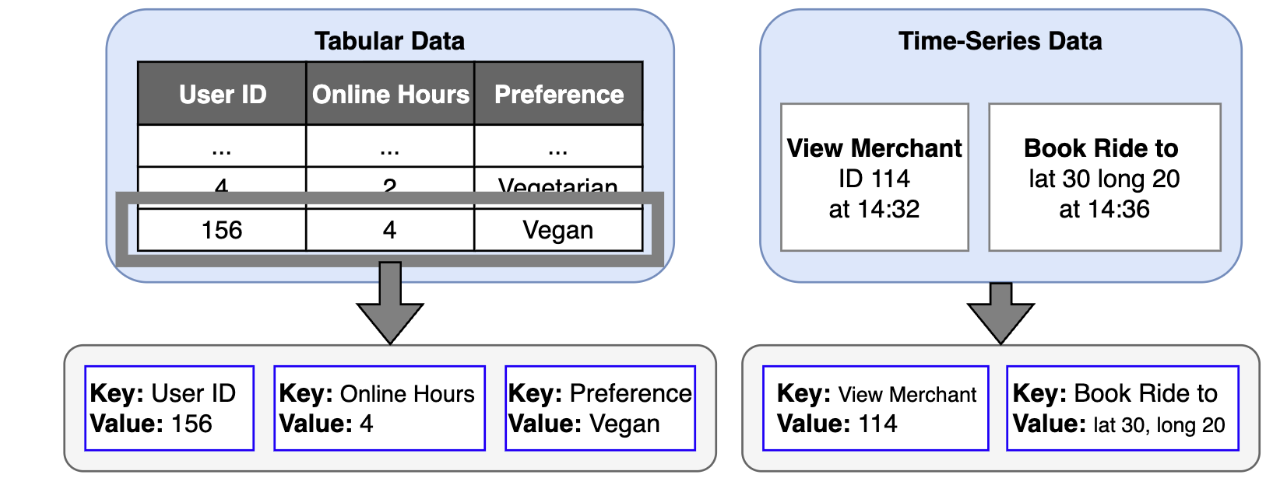 Tabular Data
User ID Online Hours Preference
... ... ...
4 2 Vegetarian
156 4 Vegan
Time-Series Data
View Merchant
ID 114
at 14:32
Book Ride to
lat 30 long 20
at 14:36
Key: User ID
Value: 156
Key: Online Hours
Value: 4
Key: Preference
Value: Vegan
Key: View Merchant
Value: 114
Key: Book Ride to
Value: lat 30, long 20